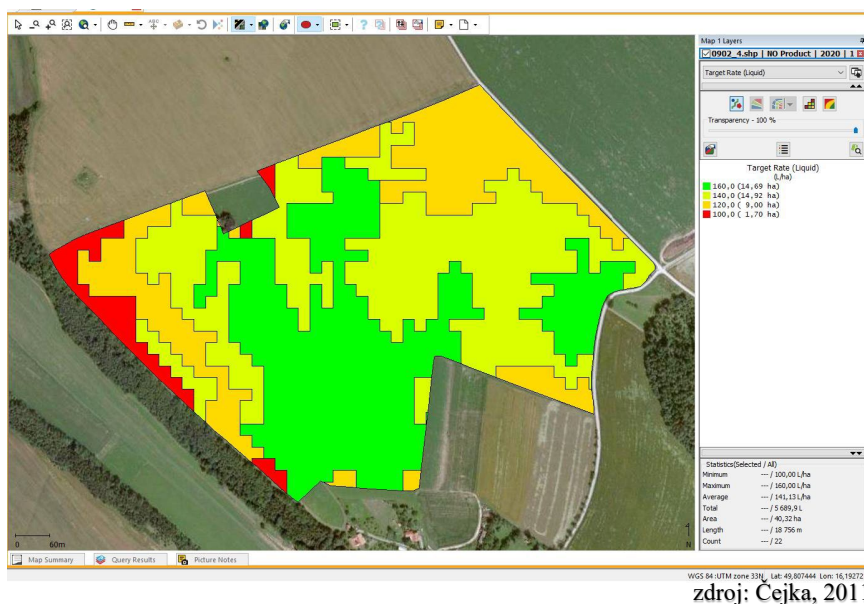 Map 1 Layers
0902_4.shp | NO Product | 2020 | 1
Target Rate (Liquid)
Transparency - 100 %
Target Rate (Liquid)
(L/ha)
160,0 (14,69 ha)
140,0 (14,92 ha)
120,0 ( 9,00 ha)
100,0 ( 1,70 ha)
0 60m
N
Statistics(Selected / All)
Minimum --- / 100,00 L/ha
Maximum --- / 160,00 L/ha
Average --- / 141,13 L/ha
Total --- / 5 689,9 L
Area --- / 40,32 ha
Length --- / 18 756 m
Count --- / 22
Map Summary Query Results Picture Notes
WGS 84 :UTM zone 33N, Lat: 49,807444 Lon: 16,19272
zdroj: Čejka, 201